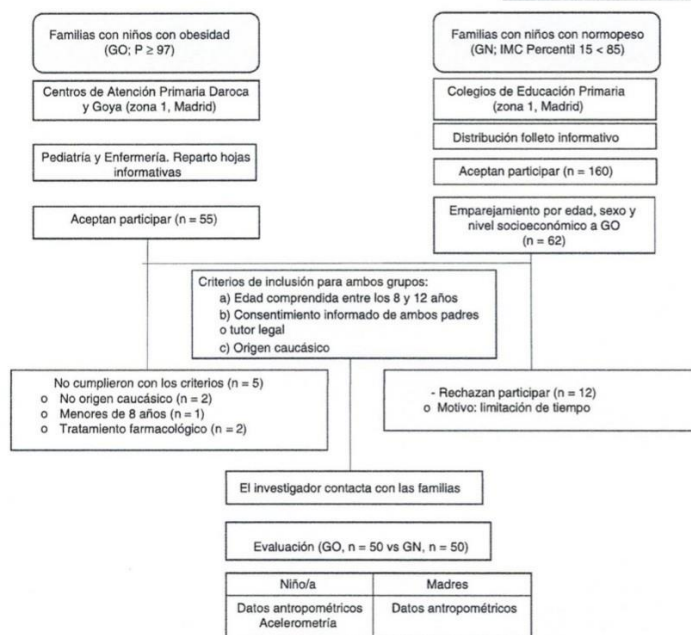 Familias con niños con obesidad
(GO; P ≥ 97)
Centros de Atención Primaria Daroca
y Goya (zona 1, Madrid)
Pediatría y Enfermería. Reparto hojas
informativas
Aceptan participar (n = 55)
Familias con niños con normopeso
(GN; IMC Percentil 15 < 85)
Colegios de Educación Primaria
(zona 1, Madrid)
Distribución folleto informativo
Aceptan participar (n = 160)
Emparejamiento por edad, sexo y
nivel socioeconómico a GO
(n = 62)
Criterios de inclusión para ambos grupos:
a) Edad comprendida entre los 8 y 12 años
b) Consentimiento informado de ambos padres
o tutor legal
c) Origen caucásico
No cumplieron con los criterios (n = 5)
o No origen caucásico (n = 2)
o Menores de 8 años (n = 1)
o Tratamiento farmacológico (n = 2)
- Rechazan participar (n = 12)
o Motivo: limitación de tiempo
El investigador contacta con las familias
Evaluación (GO, n = 50 vs GN, n = 50)
Niño/a Madres
Datos antropométricos Datos antropométricos
Acelerometría